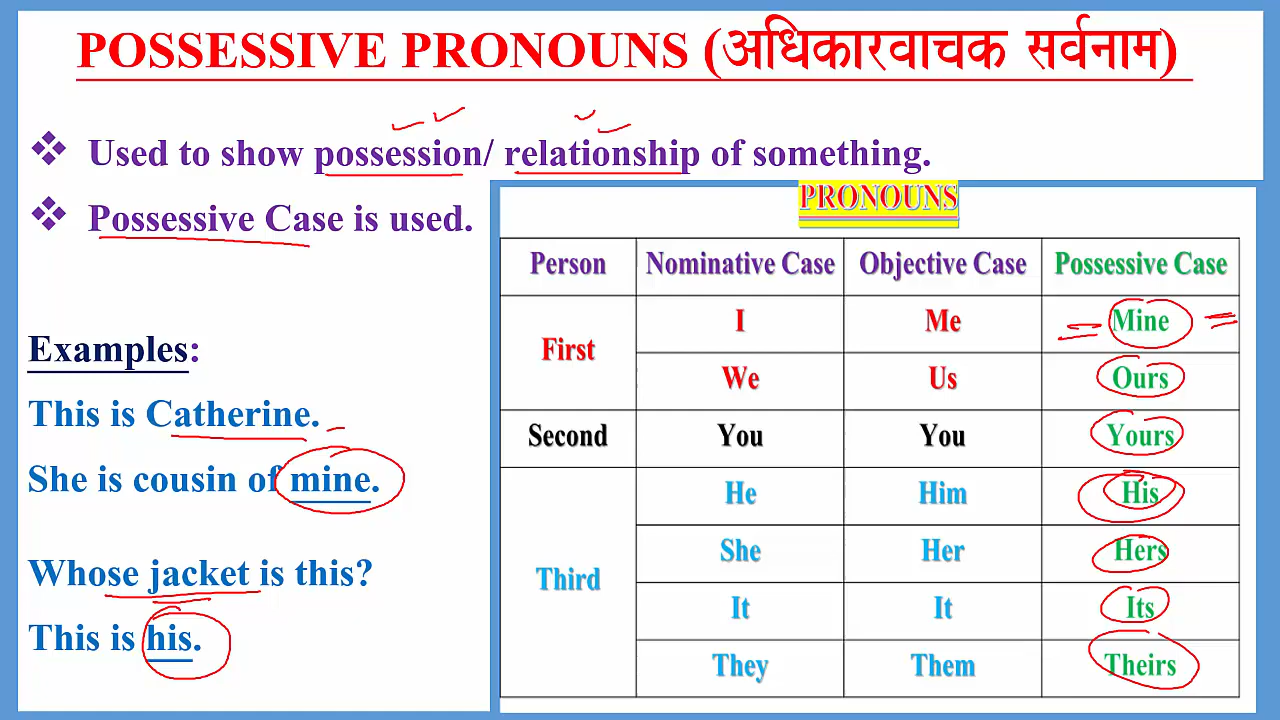 POSSESSIVE PRONOUNS (अधिकारवाचक सर्वनाम)
❖ Used to show possession/ relationship of something.
❖ Possessive Case is used.
Examples:
This is Catherine.
She is cousin of mine.
Whose jacket is this?
This is his.
PRONOUNS
Person Nominative Case Objective Case Possessive Case
First I Me Mine
We Us Ours
Second You You Yours
Third He Him His
She Her Hers
It It Its
They Them Theirs